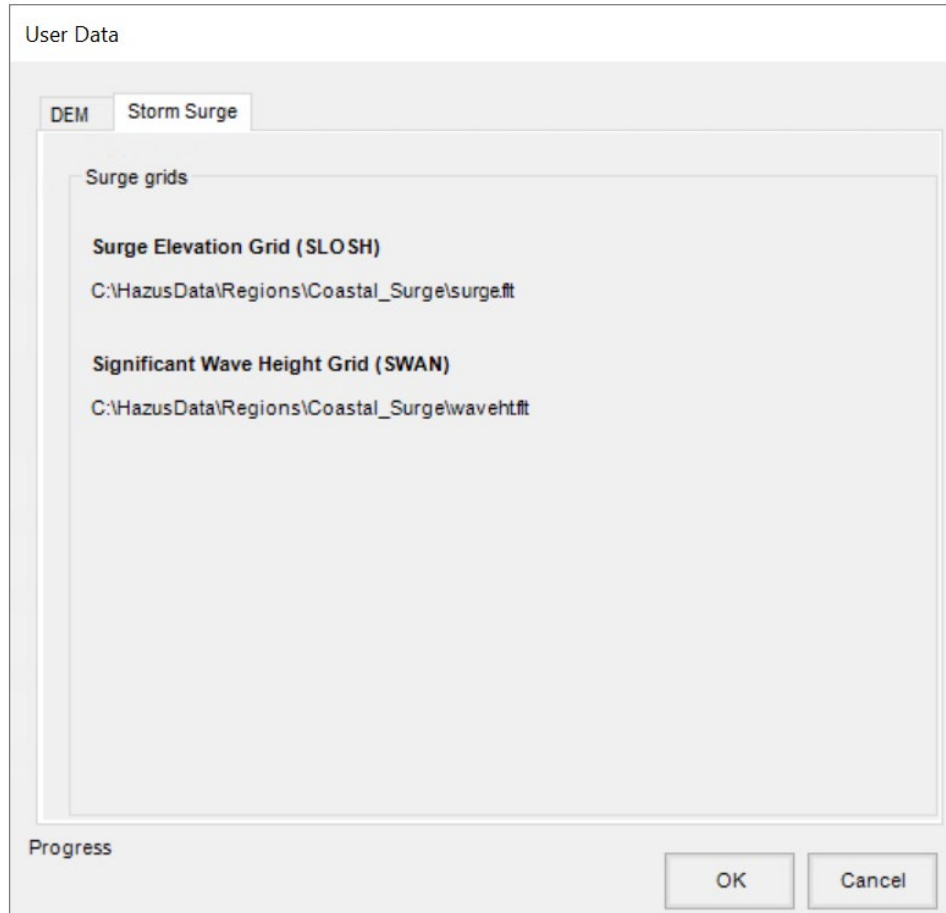 User Data
DEM
Storm Surge
Surge grids
Surge Elevation Grid (SLOSH)
C:\HazusData\Regions\Coastal_Surge\surge.flt
Significant Wave Height Grid (SWAN)
C:\HazusData\Regions\Coastal_Surge\waveht.flt
Progress
OK
Cancel